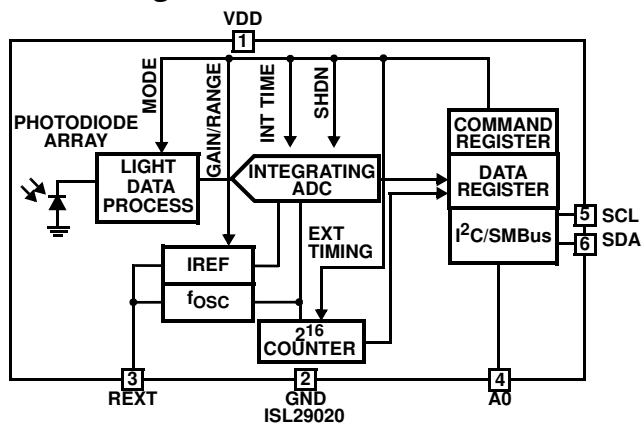 VDD
1
MODE
GAIN/RANGE
INT TIME
SHDN
PHOTODIODE
ARRAY
LIGHT
DATA
PROCESS
INTEGRATING
ADC
COMMAND
REGISTER
DATA
REGISTER
I²C/SMBus
5 SCL
6 SDA
EXT
TIMING
IREF
fOSC
2¹⁶
COUNTER
3
REXT
2
GND
ISL29020
4
A0